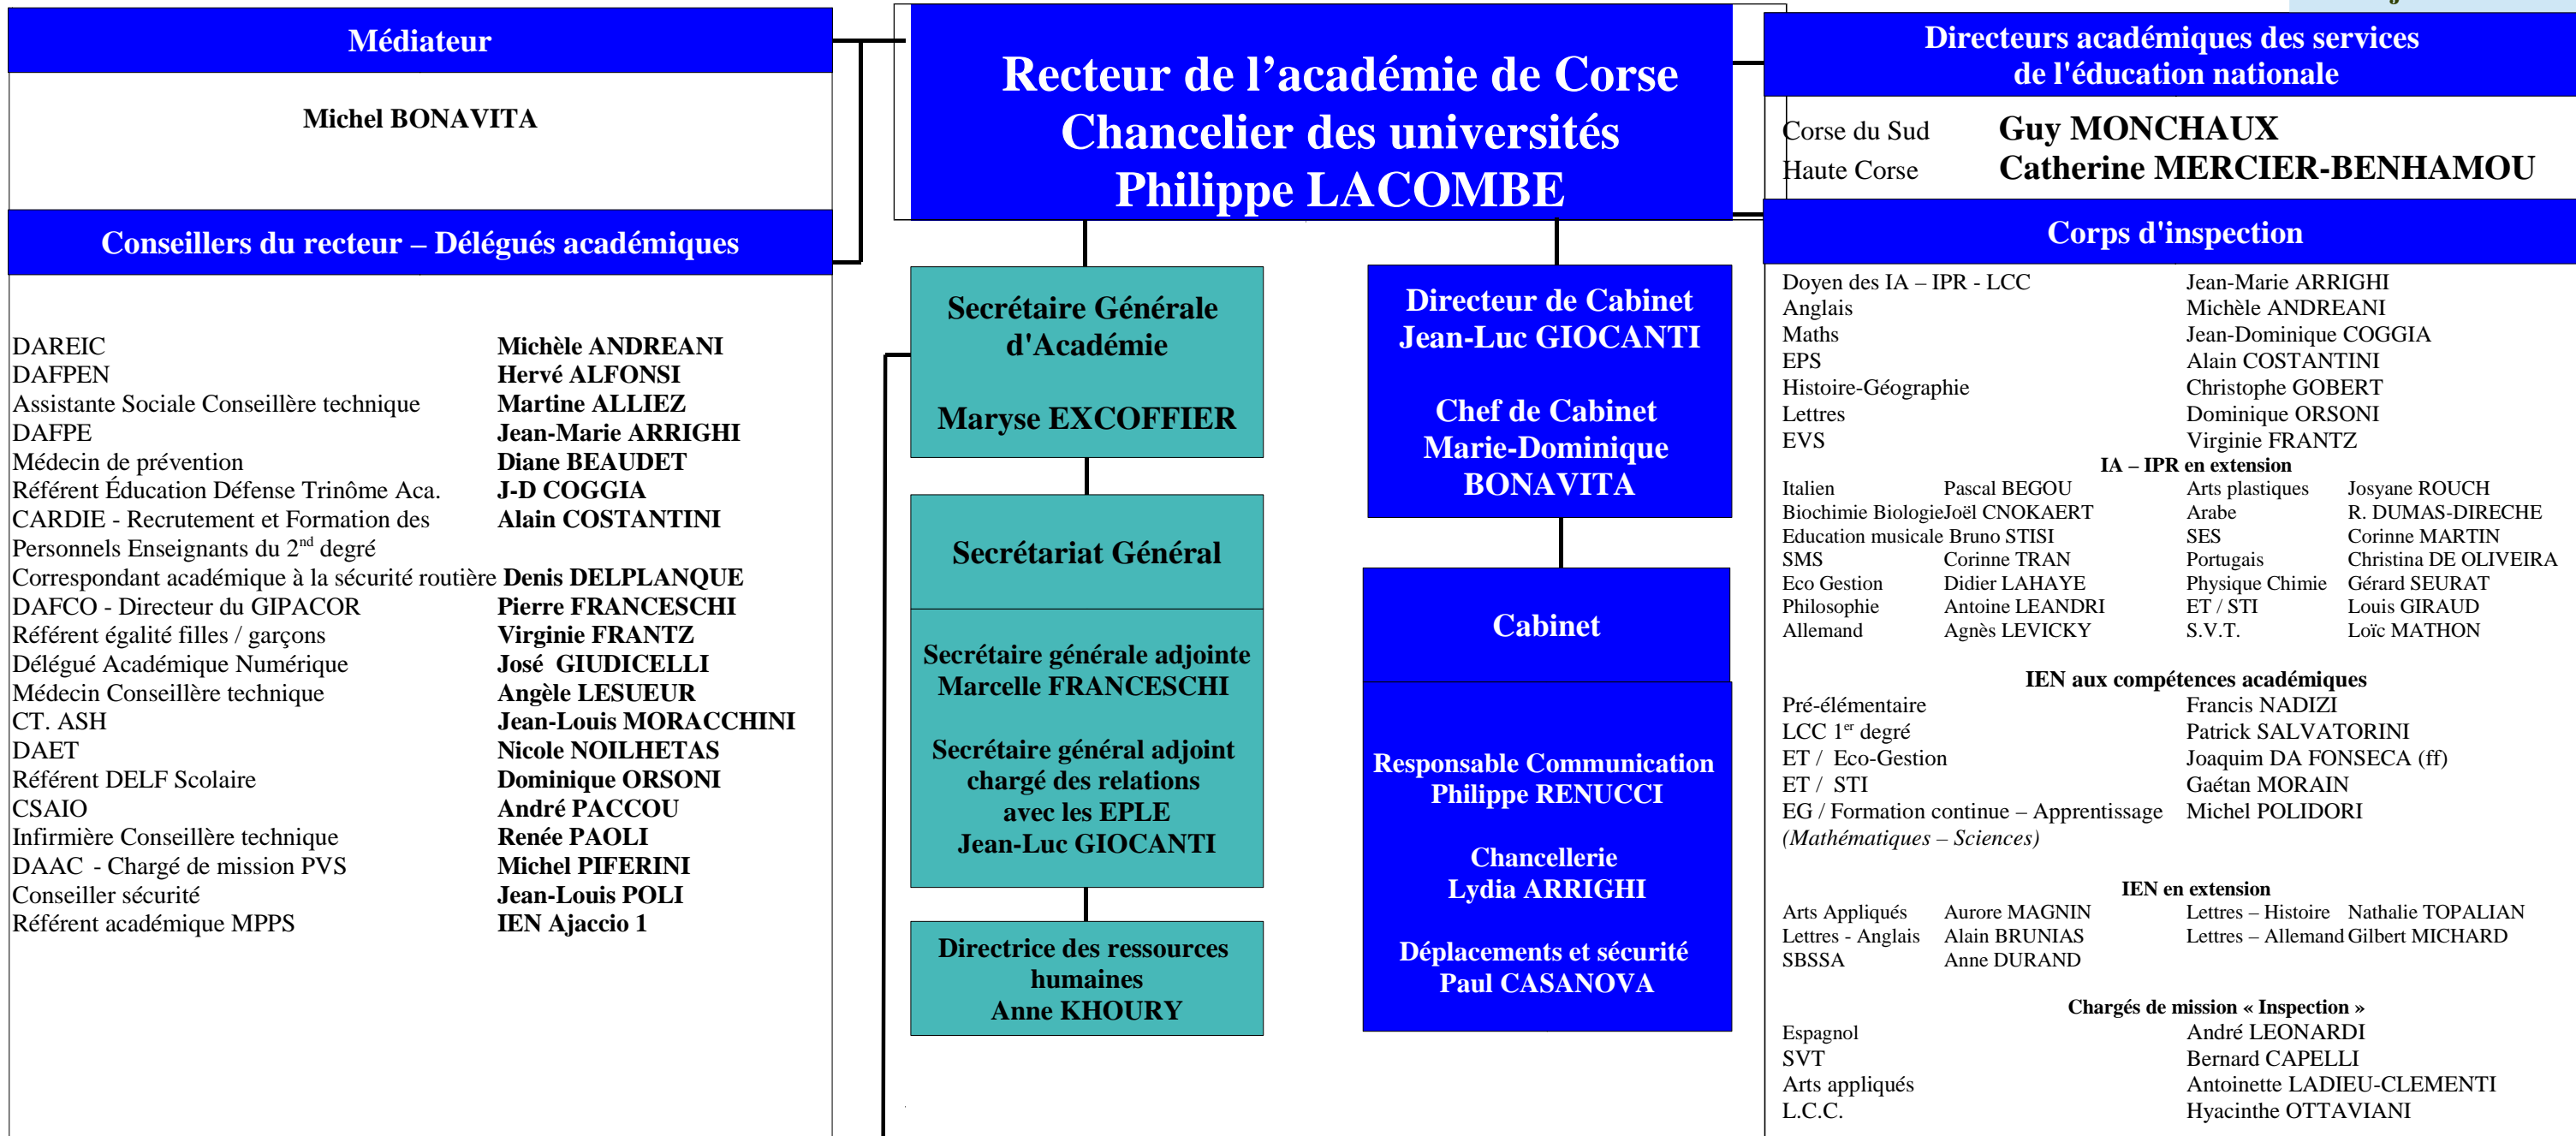 Médiateur
Michel BONAVITA
Conseillers du recteur – Délégués académiques
DAREIC Michèle ANDREANI
DAFPEN Hervé ALFONSI
Assistante Sociale Conseillère technique Martine ALLIEZ
DAFPE Jean-Marie ARRIGHI
Médecin de prévention Diane BEAUDET
Référent Éducation Défense Trinôme Aca. J-D COGGIA
CARDIE - Recrutement et Formation des Alain COSTANTINI
Personnels Enseignants du 2nd degré
Correspondant académique à la sécurité routière Denis DELPLANQUE
DAFCO - Directeur du GIPACOR Pierre FRANCESCHI
Référent égalité filles / garçons Virginie FRANTZ
Délégué Académique Numérique José GIUDICELLI
Médecin Conseillère technique Angèle LESUEUR
CT. ASH Jean-Louis MORACCHINI
DAET Nicole NOILHETAS
Référent DELF Scolaire Dominique ORSONI
CSAIO André PACCOU
Infirmière Conseillère technique Renée PAOLI
DAAC - Chargé de mission PVS Michel PIFERINI
Conseiller sécurité Jean-Louis POLI
Référent académique MPPS IEN Ajaccio 1
Recteur de l’académie de Corse
Chancelier des universités
Philippe LACOMBE
Secrétaire Générale
d'Académie
Maryse EXCOFFIER
Secrétariat Général
Secrétaire générale adjointe
Marcelle FRANCESCHI
Secrétaire général adjoint
chargé des relations
avec les EPLE
Jean-Luc GIOCANTI
Directrice des ressources
humaines
Anne KHOURY
Directeur de Cabinet
Jean-Luc GIOCANTI
Chef de Cabinet
Marie-Dominique
BONAVITA
Cabinet
Responsable Communication
Philippe RENUCCI
Chancellerie
Lydia ARRIGHI
Déplacements et sécurité
Paul CASANOVA
Directeurs académiques des services
de l'éducation nationale
Corse du Sud Guy MONCHAUX
Haute Corse Catherine MERCIER-BENHAMOU
Corps d'inspection
Doyen des IA – IPR - LCC Jean-Marie ARRIGHI
Anglais Michèle ANDREANI
Maths Jean-Dominique COGGIA
EPS Alain COSTANTINI
Histoire-Géographie Christophe GOBERT
Lettres Dominique ORSONI
EVS Virginie FRANTZ
IA – IPR en extension
Italien Pascal BEGOU Arts plastiques Josyane ROUCH
Biochimie Biologie Joël CNOKAERT Arabe R. DUMAS-DIRECHE
Education musicale Bruno STISI SES Corinne MARTIN
SMS Corinne TRAN Portugais Christina DE OLIVEIRA
Eco Gestion Didier LAHAYE Physique Chimie Gérard SEURAT
Philosophie Antoine LEANDRI ET / STI Louis GIRAUD
Allemand Agnès LEVICKY S.V.T. Loïc MATHON
IEN aux compétences académiques
Pré-élémentaire Francis NADIZI
LCC 1er degré Patrick SALVATORINI
ET / Eco-Gestion Joaquim DA FONSECA (ff)
ET / STI Gaétan MORAIN
EG / Formation continue – Apprentissage Michel POLIDORI
(Mathématiques – Sciences)
IEN en extension
Arts Appliqués Aurore MAGNIN Lettres – Histoire Nathalie TOPALIAN
Lettres - Anglais Alain BRUNIAS Lettres – Allemand Gilbert MICHARD
SBSSA Anne DURAND
Chargés de mission « Inspection »
Espagnol André LEONARDI
SVT Bernard CAPELLI
Arts appliqués Antoinette LADIEU-CLEMENTI
L.C.C. Hyacinthe OTTAVIANI